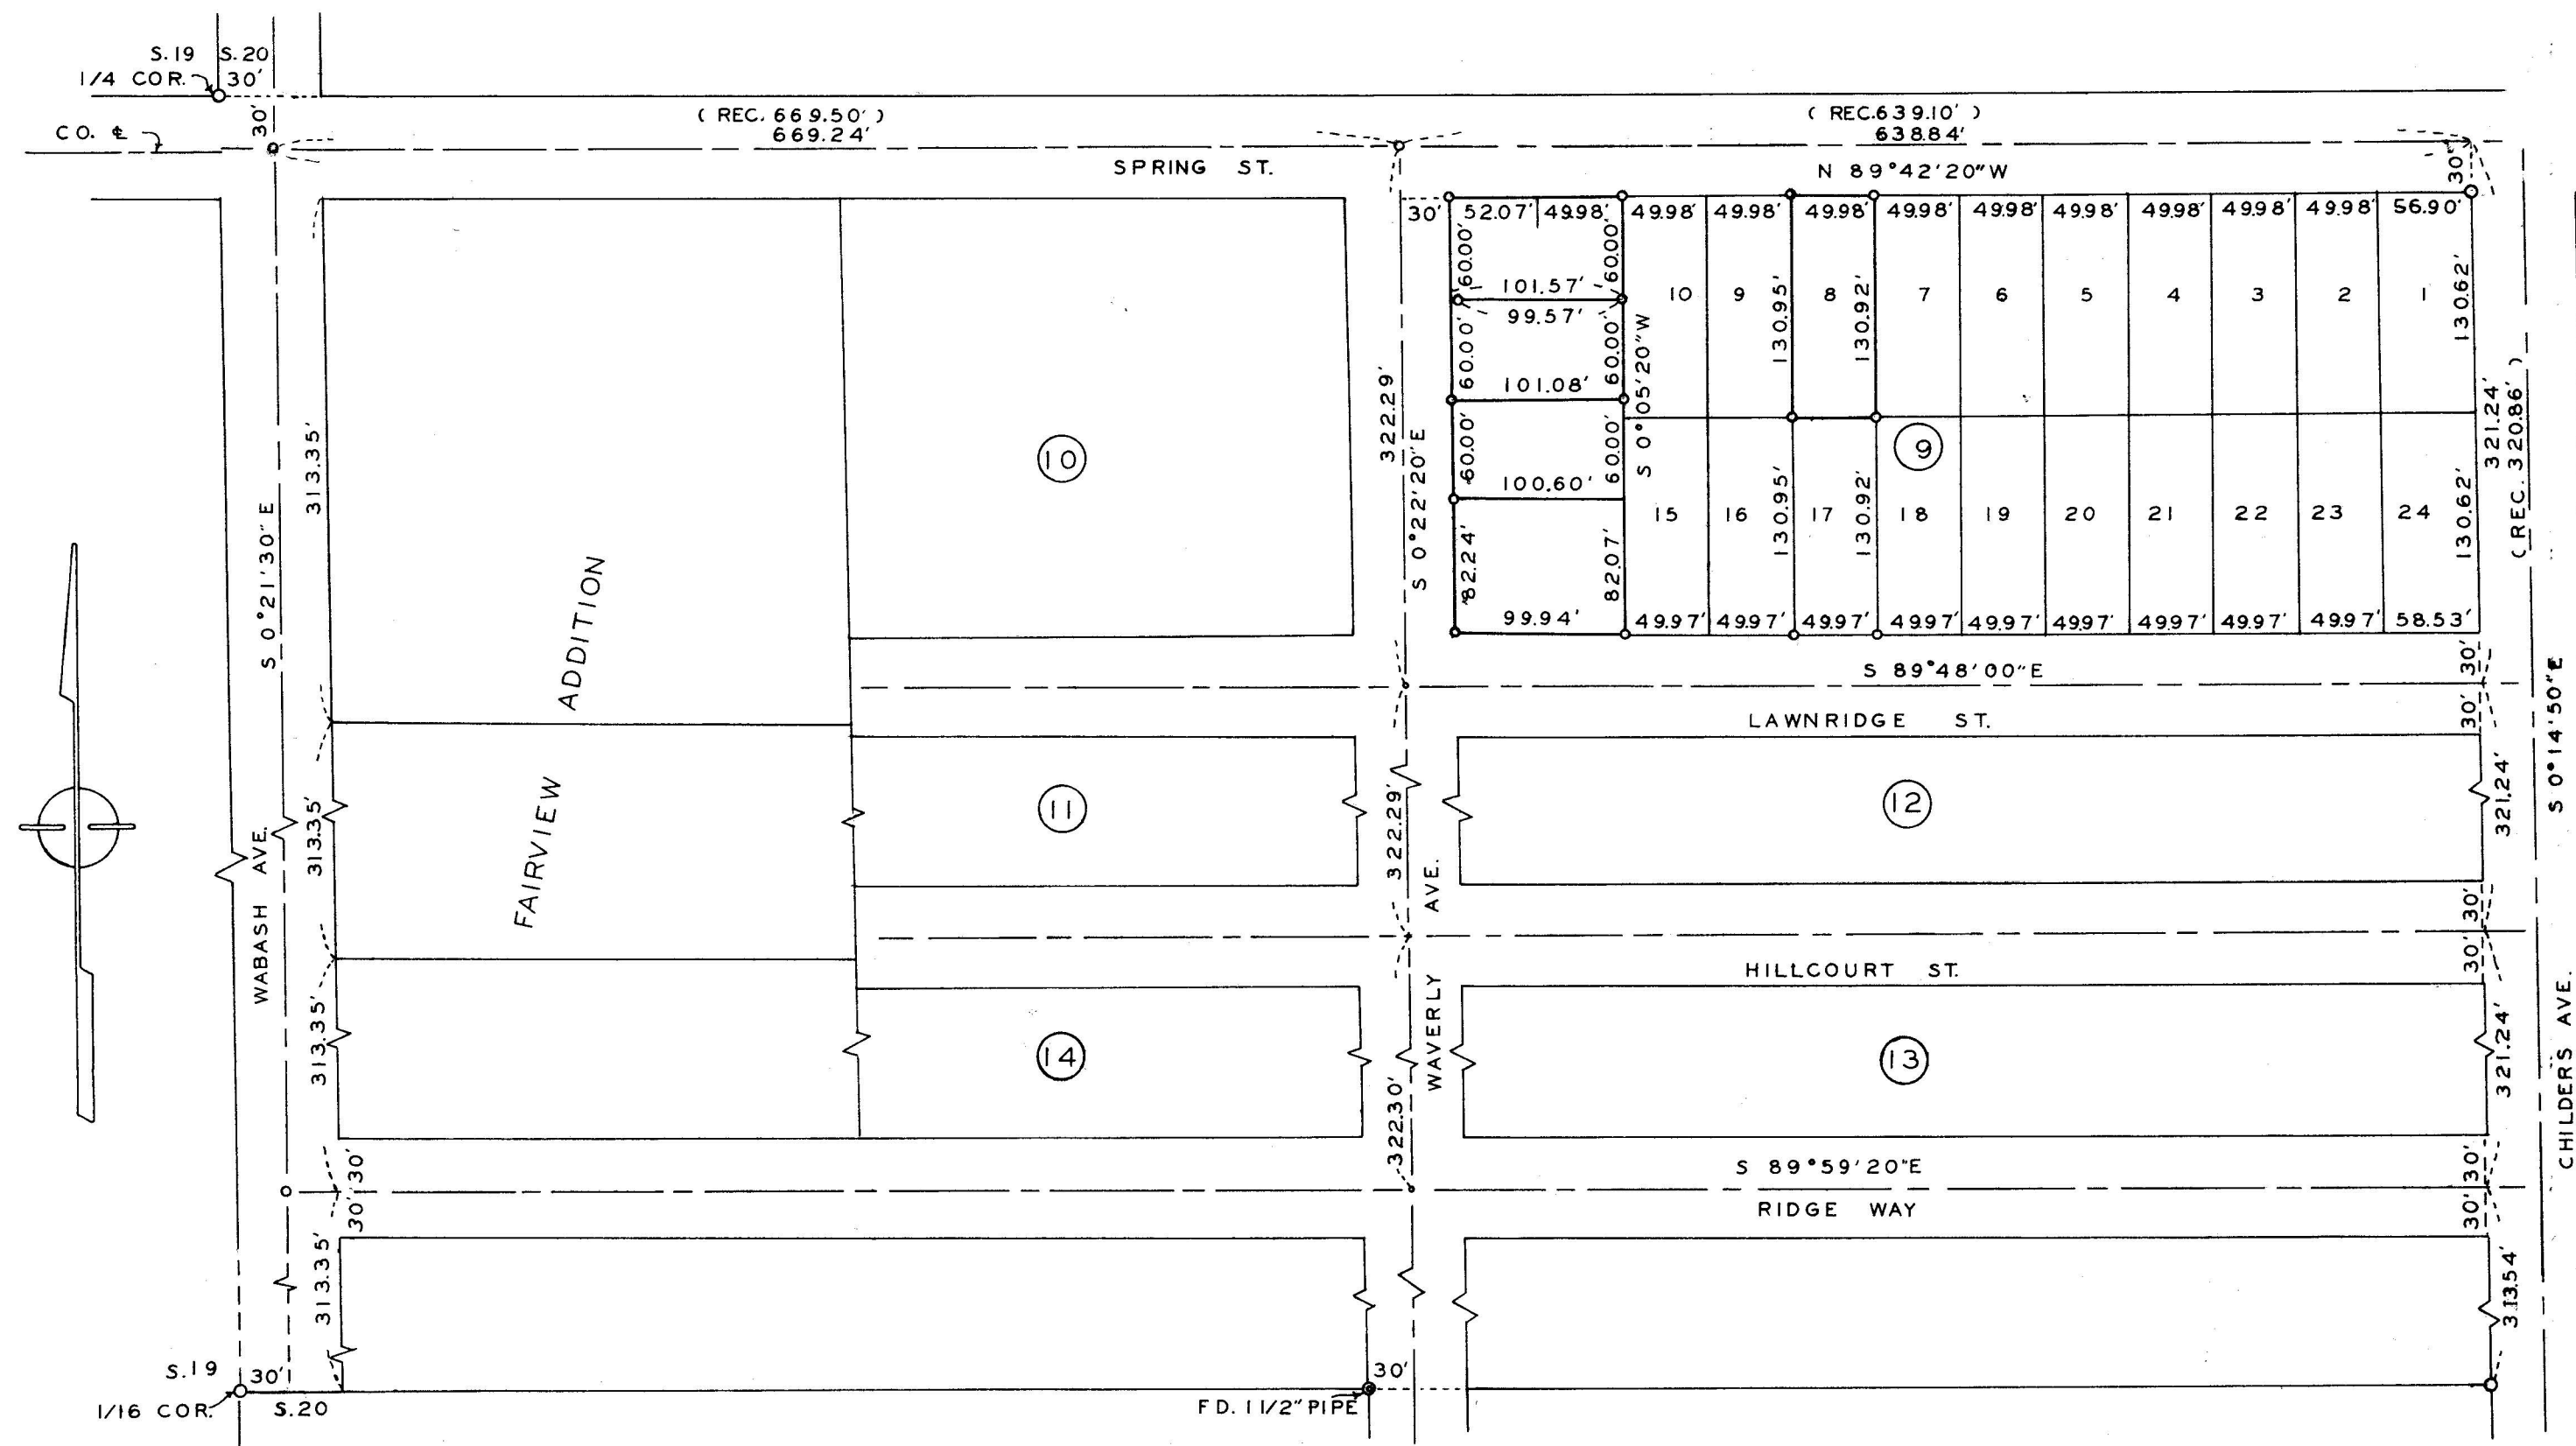 S.19 S.20
1/4 COR. 30'
30'
CO. ℄
( REC. 669.50' )
669.24'
( REC. 639.10' )
638.84'
SPRING ST.
N 89°42'20"W
30'
30' 52.07' 49.98' 49.98' 49.98' 49.98' 49.98' 49.98' 49.98' 49.98' 49.98' 49.98' 56.90'
60.00' 60.00'
101.57'
99.57'
60.00' 60.00'
101.08'
60.00' 60.00'
100.60'
82.24' 82.07'
99.94'
S 0°05'20"W
10 9 8 7 6 5 4 3 2 1
130.95' 130.92' 130.62'
9
15 16 17 18 19 20 21 22 23 24
130.95' 130.92' 130.62'
49.97' 49.97' 49.97' 49.97' 49.97' 49.97' 49.97' 49.97' 49.97' 58.53'
321.24'
( REC. 320.86' )
10
322.29'
S 0°22'20"E
313.35'
S 0°21'30"E
FAIRVIEW ADDITION
S 89°48'00"E
30'
30'
LAWNRIDGE ST.
S 0°14'50"E
313.35'
WABASH AVE.
11
322.29'
WAVERLY AVE.
12
321.24'
30'
30'
HILLCOURT ST.
313.35'
14
322.30'
13
321.24'
CHILDERS AVE.
S 89°59'20"E
30'
30'
30'
30'
RIDGE WAY
313.35'
313.54'
S.19
30'
1/16 COR. S.20
30'
FD. 1 1/2" PIPE